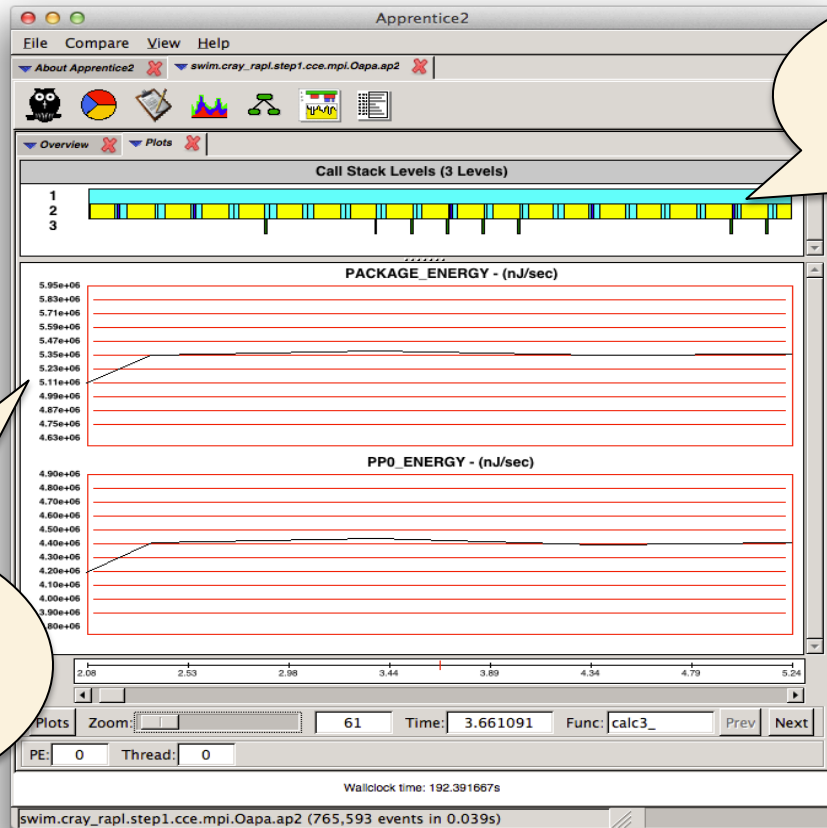 Apprentice2
File Compare View Help
About Apprentice2 swim.cray_rapl.step1.cce.mpi.Oapa.ap2
Overview Plots
Call Stack Levels (3 Levels)
1
2
3
PACKAGE_ENERGY - (nJ/sec)
5.95e+06
5.83e+06
5.71e+06
5.59e+06
5.47e+06
5.35e+06
5.23e+06
5.11e+06
4.99e+06
4.87e+06
4.75e+06
4.63e+06
PP0_ENERGY - (nJ/sec)
4.90e+06
4.80e+06
4.70e+06
4.60e+06
4.50e+06
4.40e+06
4.30e+06
4.20e+06
4.10e+06
4.00e+06
3.90e+06
.80e+06
2.08 2.53 2.98 3.44 3.89 4.34 4.79 5.24
Plots Zoom: 61 Time: 3.661091 Func: calc3_ Prev Next
PE: 0 Thread: 0
Wallclock time: 192.391667s
swim.cray_rapl.step1.cce.mpi.Oapa.ap2 (765,593 events in 0.039s)